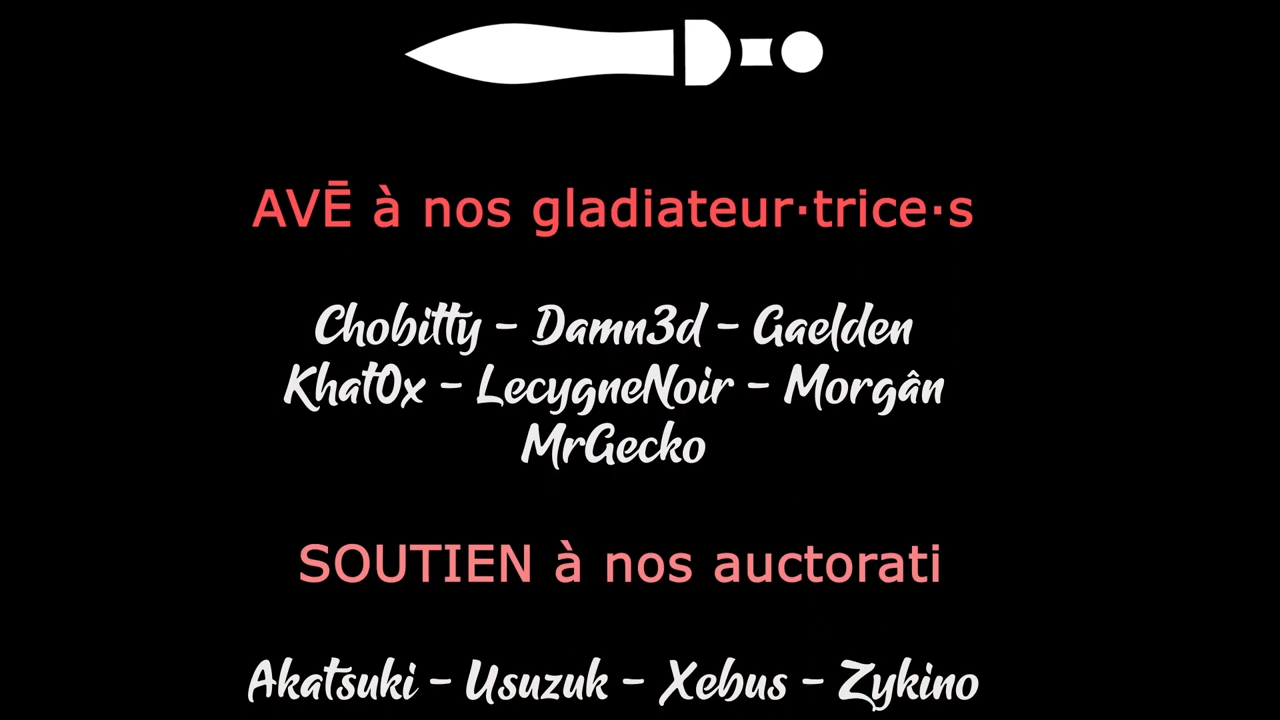 AVĒ à nos gladiateur·trice·s
Chobitty - Damn3d - Gaelden
Khat0x - LecygneNoir - Morgân
MrGecko
SOUTIEN à nos auctorati
Akatsuki - Usuzuk - Xebus - Zykino